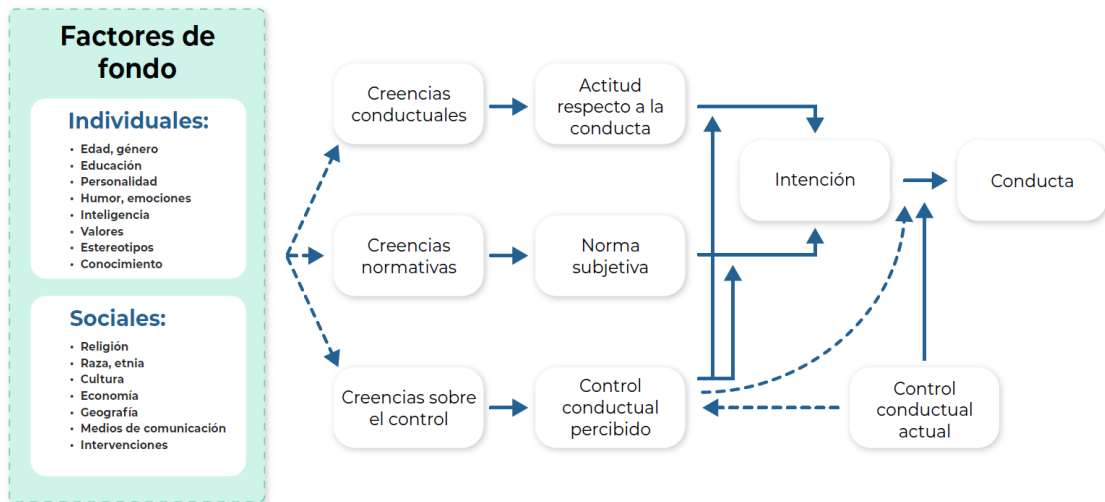 Factores de
fondo
Individuales:
• Edad, género
• Educación
• Personalidad
• Humor, emociones
• Inteligencia
• Valores
• Estereotipos
• Conocimiento
Sociales:
• Religión
• Raza, etnia
• Cultura
• Economía
• Geografía
• Medios de comunicación
• Intervenciones
Creencias
conductuales
Actitud
respecto a la
conducta
Creencias
normativas
Norma
subjetiva
Creencias sobre
el control
Control
conductual
percibido
Intención
Conducta
Control
conductual
actual